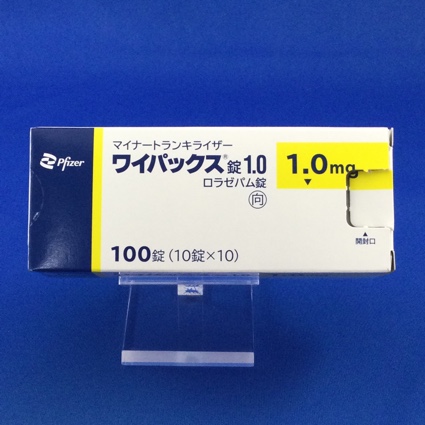 Pfizer
マイナートランキライザー
ワイパックス®錠1.0
ロラゼパム錠
向
1.0mg
▼
100錠(10錠×10)
▲
開封口